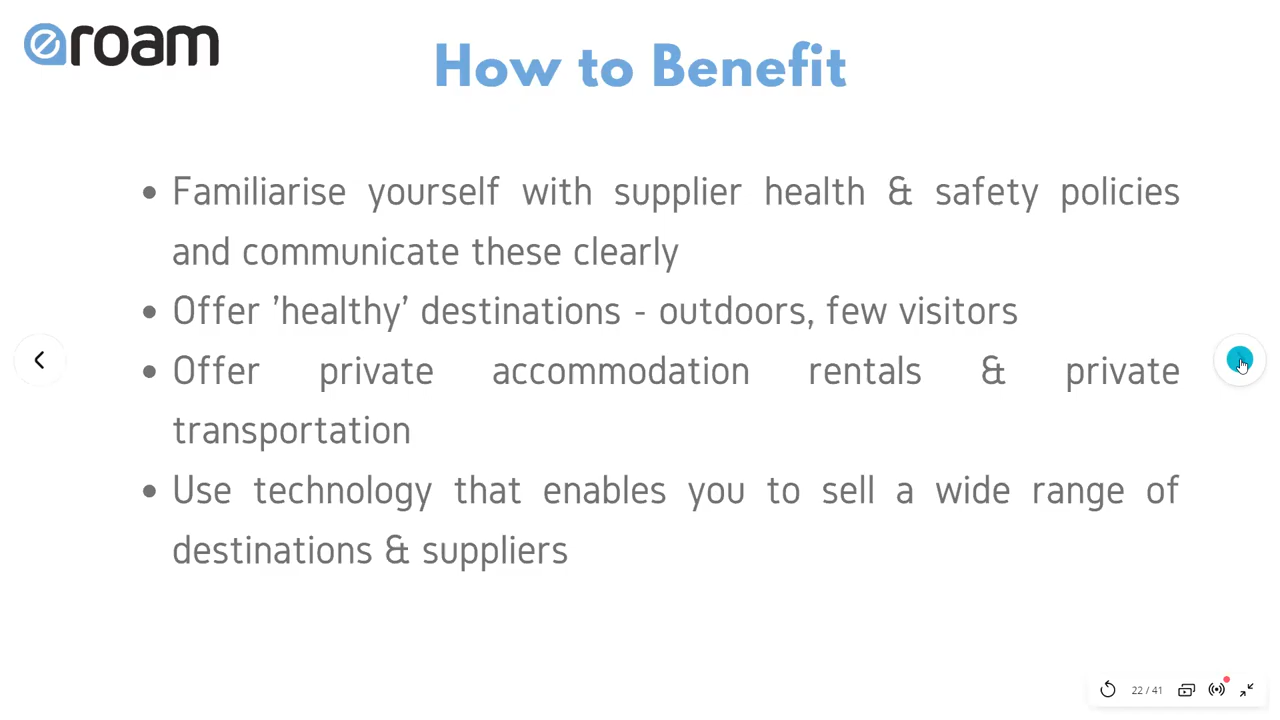 eroam
How to Benefit
• Familiarise yourself with supplier health & safety policies
and communicate these clearly
• Offer 'healthy' destinations - outdoors, few visitors
• Offer private accommodation rentals & private
transportation
• Use technology that enables you to sell a wide range of
destinations & suppliers
22 / 41